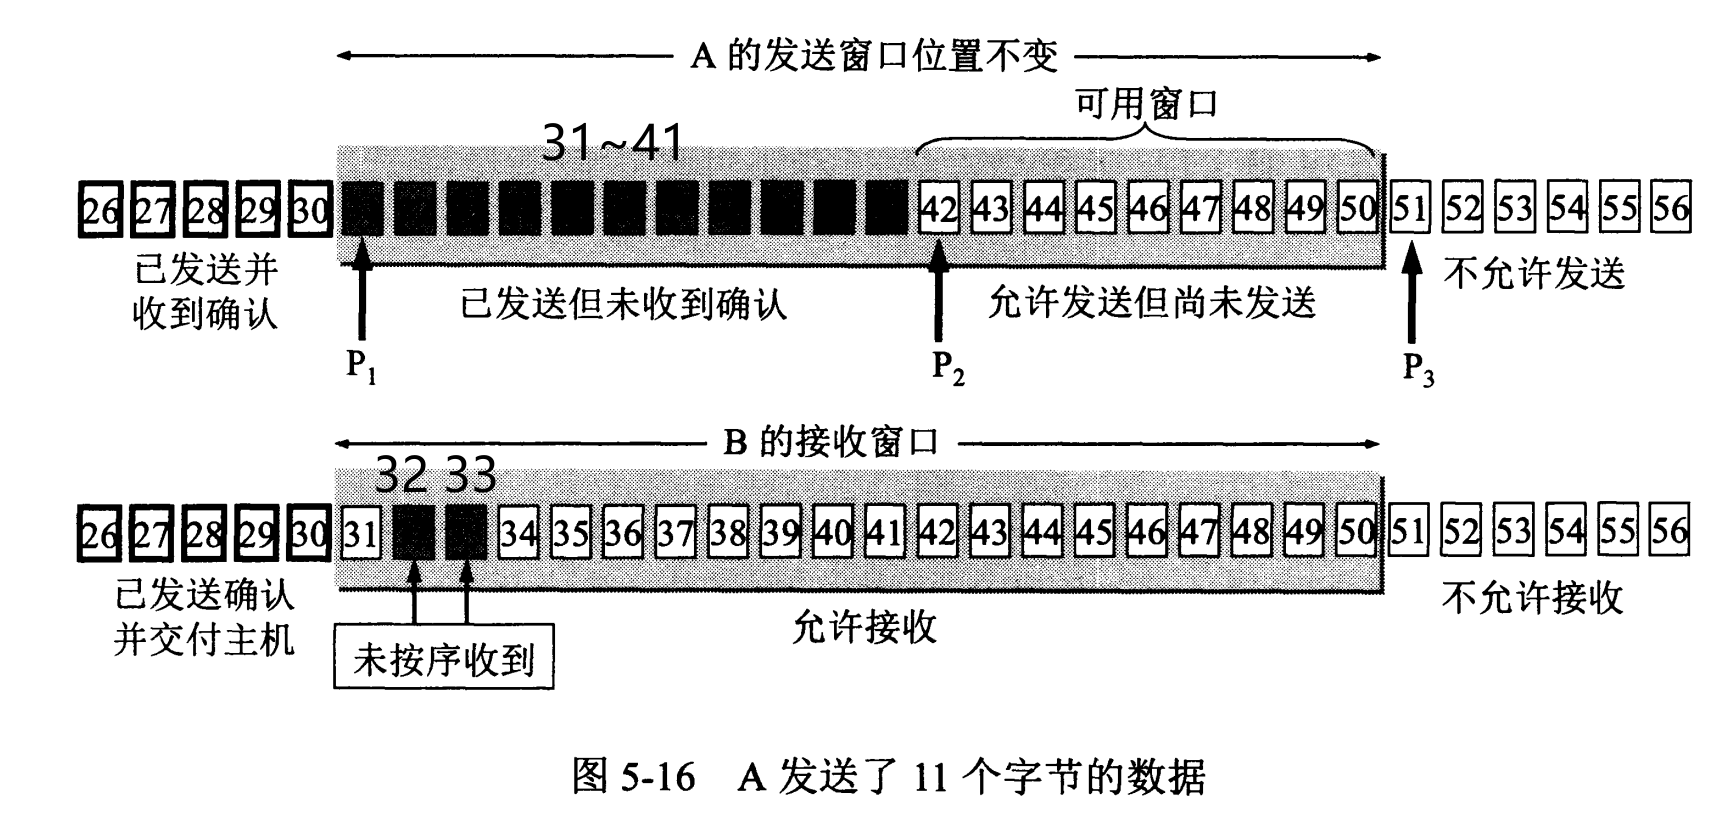 A 的发送窗口位置不变
可用窗口
31~41
26 27 28 29 30 42 43 44 45 46 47 48 49 50 51 52 53 54 55 56
已发送并
收到确认
已发送但未收到确认
允许发送但尚未发送
不允许发送
P1
P2
P3
B 的接收窗口
32 33
26 27 28 29 30 31 34 35 36 37 38 39 40 41 42 43 44 45 46 47 48 49 50 51 52 53 54 55 56
已发送确认
并交付主机
未按序收到
允许接收
不允许接收
图 5-16 A 发送了 11 个字节的数据